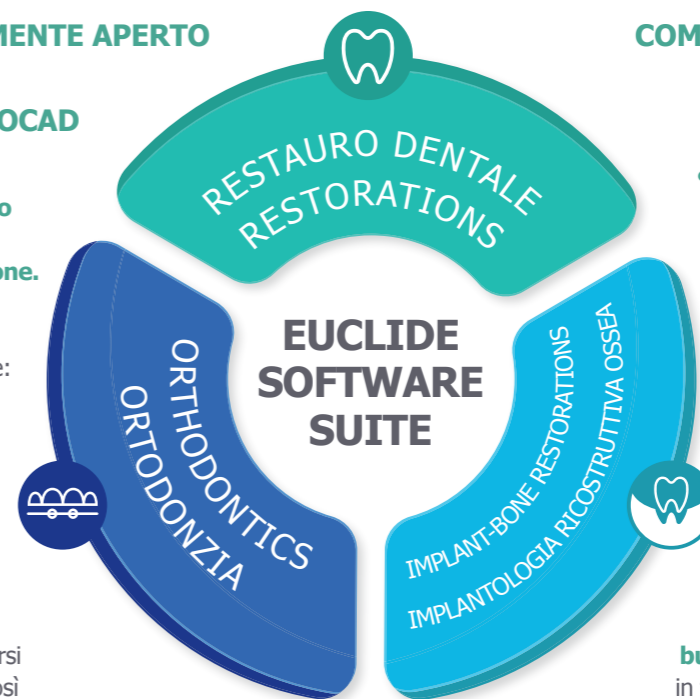 MENTE APERTO
COM
OCAD
o
one.
e:
RESTAURO DENTALE
RESTORATIONS
EUCLIDE
SOFTWARE
SUITE
ORTHODONTICS
ORTODONZIA
IMPLANT-BONE RESTORATIONS
IMPLANTOLOGIA RICOSTRUTTIVA OSSEA
rsi
osì
bu
in